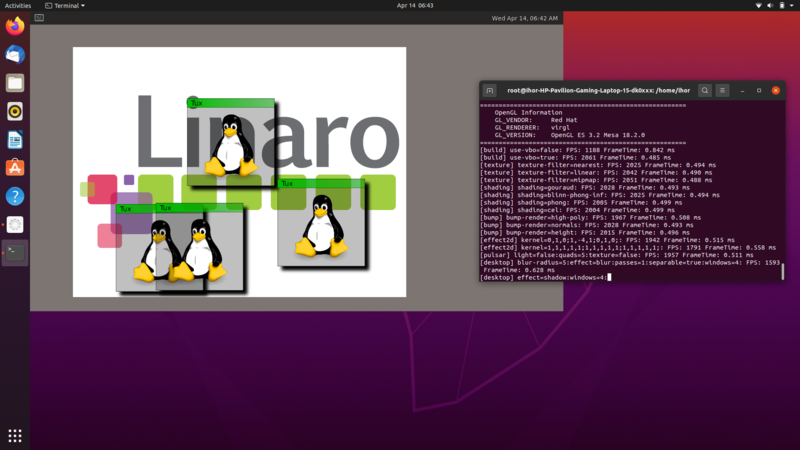 Activities
Terminal
Apr 14 06:43
Wed Apr 14, 06:42 AM
Linaro
Tux
Tux
Tux
Tux
root@ihor-HP-Pavilion-Gaming-Laptop-15-dk0xxx: /home/ihor
=======================================================
OpenGL Information
GL_VENDOR: Red Hat
GL_RENDERER: virgl
GL_VERSION: OpenGL ES 3.2 Mesa 18.2.0
=======================================================
[build] use-vbo=false: FPS: 1188 FrameTime: 0.842 ms
[build] use-vbo=true: FPS: 2061 FrameTime: 0.485 ms
[texture] texture-filter=nearest: FPS: 2025 FrameTime: 0.494 ms
[texture] texture-filter=linear: FPS: 2042 FrameTime: 0.490 ms
[texture] texture-filter=mipmap: FPS: 2051 FrameTime: 0.488 ms
[shading] shading=gouraud: FPS: 2028 FrameTime: 0.493 ms
[shading] shading=blinn-phong-inf: FPS: 2025 FrameTime: 0.494 ms
[shading] shading=phong: FPS: 2005 FrameTime: 0.499 ms
[shading] shading=cel: FPS: 2004 FrameTime: 0.499 ms
[bump] bump-render=high-poly: FPS: 1967 FrameTime: 0.508 ms
[bump] bump-render=normals: FPS: 2028 FrameTime: 0.493 ms
[bump] bump-render=height: FPS: 2015 FrameTime: 0.496 ms
[effect2d] kernel=0,1,0;1,-4,1;0,1,0;: FPS: 1942 FrameTime: 0.515 ms
[effect2d] kernel=1,1,1,1,1;1,1,1,1,1;1,1,1,1,1;: FPS: 1791 FrameTime: 0.558 ms
[pulsar] light=false:quads=5:texture=false: FPS: 1957 FrameTime: 0.511 ms
[desktop] blur-radius=5:effect=blur:passes=1:separable=true:windows=4: FPS: 1593
FrameTime: 0.628 ms
[desktop] effect=shadow:windows=4: